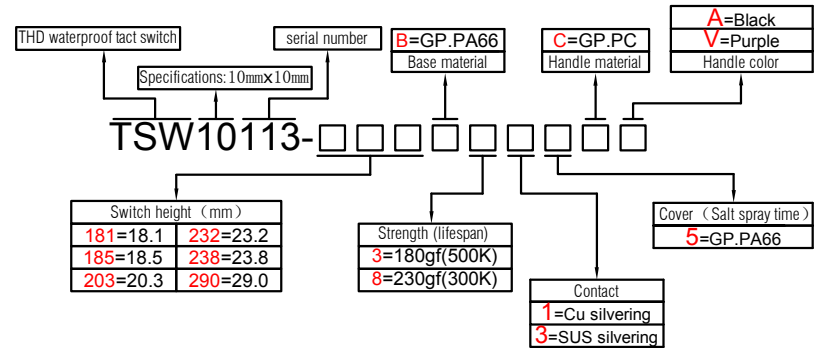 THD waterproof tact switch
serial number
B=GP.PA66
Base material
C=GP.PC
Handle material
A=Black
V=Purple
Handle color
Specifications:10mm×10mm
TSW10113-□□□□□□□□□
Switch height（mm）
181=18.1 232=23.2
185=18.5 238=23.8
203=20.3 290=29.0
Strength (lifespan)
3=180gf(500K)
8=230gf(300K)
Contact
1=Cu silvering
3=SUS silvering
Cover（Salt spray time）
5=GP.PA66